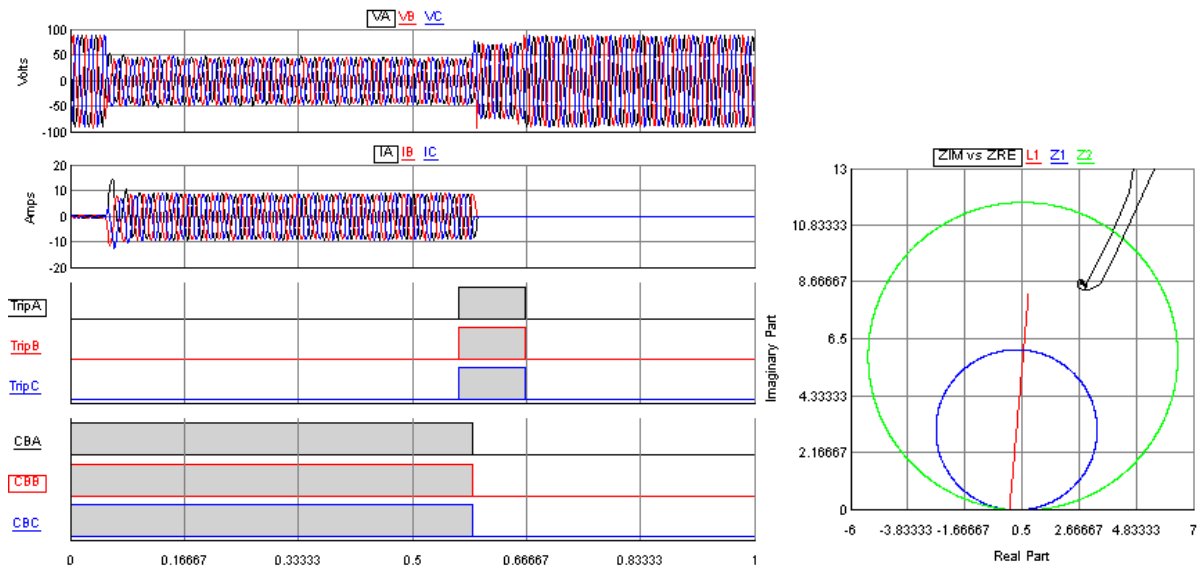 VA VB VC
100
50
0
-50
-100
Volts
IA IB IC
20
10
0
-10
-20
Amps
TripA
TripB
TripC
CBA
CBB
CBC
0 0.16667 0.33333 0.5 0.66667 0.83333 1
ZIM vs ZRE L1 Z1 Z2
13
10.83333
8.66667
6.5
4.33333
2.16667
0
Imaginary Part
-6 -3.83333 -1.66667 0.5 2.66667 4.83333 7
Real Part